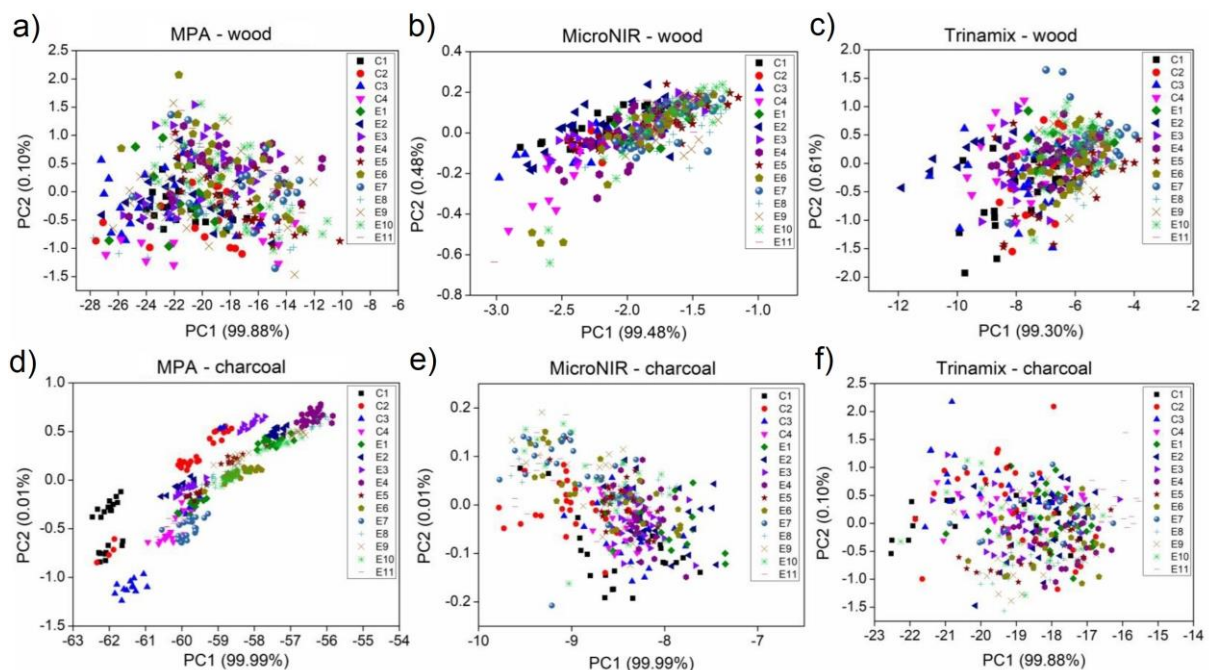 a)
MPA - wood
PC2 (0.10%)
2.5
2.0
1.5
1.0
0.5
0.0
-0.5
-1.0
-1.5
-28 -26 -24 -22 -20 -18 -16 -14 -12 -10 -8 -6
PC1 (99.88%)
C1
C2
C3
C4
E1
E2
E3
E4
E5
E6
E7
E8
E9
E10
E11
b)
MicroNIR - wood
PC2 (0.48%)
0.4
0.2
0.0
-0.2
-0.4
-0.6
-0.8
-3.0 -2.5 -2.0 -1.5 -1.0
PC1 (99.48%)
C1
C2
C3
C4
E1
E2
E3
E4
E5
E6
E7
E8
E9
E10
E11
c)
Trinamix - wood
PC2 (0.61%)
2.0
1.5
1.0
0.5
0.0
-0.5
-1.0
-1.5
-2.0
-12 -10 -8 -6 -4 -2
PC1 (99.30%)
C1
C2
C3
C4
E1
E2
E3
E4
E5
E6
E7
E8
E9
E10
E11
d)
MPA - charcoal
PC2 (0.01%)
1.0
0.5
0.0
-0.5
-1.0
-1.5
-63 -62 -61 -60 -59 -58 -57 -56 -55 -54
PC1 (99.99%)
C1
C2
C3
C4
E1
E2
E3
E4
E5
E6
E7
E8
E9
E10
E11
e)
MicroNIR - charcoal
PC2 (0.01%)
0.2
0.1
0.0
-0.1
-0.2
-10 -9 -8 -7
PC1 (99.99%)
C1
C2
C3
C4
E1
E2
E3
E4
E5
E6
E7
E8
E9
E10
E11
f)
Trinamix - charcoal
PC2 (0.10%)
2.5
2.0
1.5
1.0
0.5
0.0
-0.5
-1.0
-1.5
-23 -22 -21 -20 -19 -18 -17 -16 -15 -14
PC1 (99.88%)
C1
C2
C3
C4
E1
E2
E3
E4
E5
E6
E7
E8
E9
E10
E11